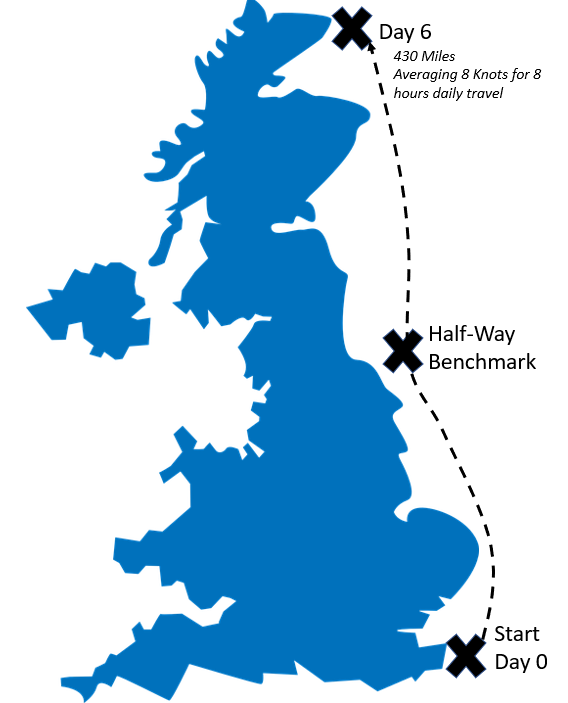 Day 6
430 Miles
Averaging 8 Knots for 8
hours daily travel
Half-Way
Benchmark
Start
Day 0